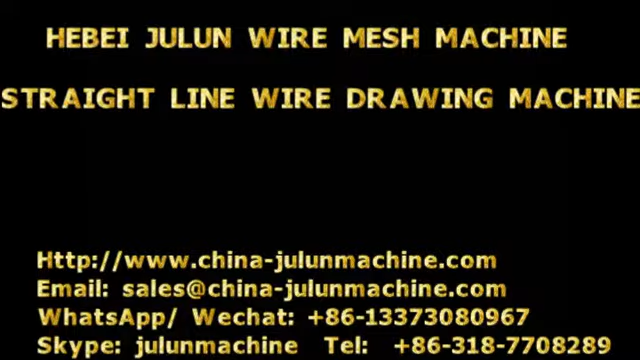 HEBEI JULUN WIRE MESH MACHINE
STRAIGHT LINE WIRE DRAWING MACHINE
Http://www.china-julunmachine.com
Email: sales@china-julunmachine.com
WhatsApp/ Wechat: +86-13373080967
Skype: julunmachine Tel: +86-318-7708289